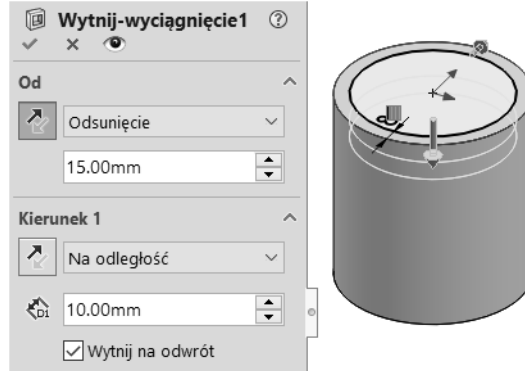 Wytnij-wyciągnięcie1
Od
Odsunięcie
15.00mm
Kierunek 1
Na odległość
D1
10.00mm
Wytnij na odwrót